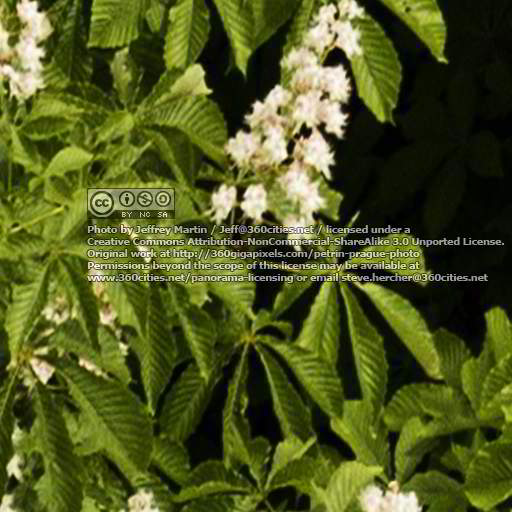 cc BY NC SA
Photo by Jeffrey Martin / Jeff@360cities.net / licensed under a
Creative Commons Attribution-NonCommercial-ShareAlike 3.0 Unported License.
Original work at http://360gigapixels.com/petrin-prague-photo
Permissions beyond the scope of this license may be available at
www.360cities.net/panorama-licensing or email steve.hercher@360cities.net